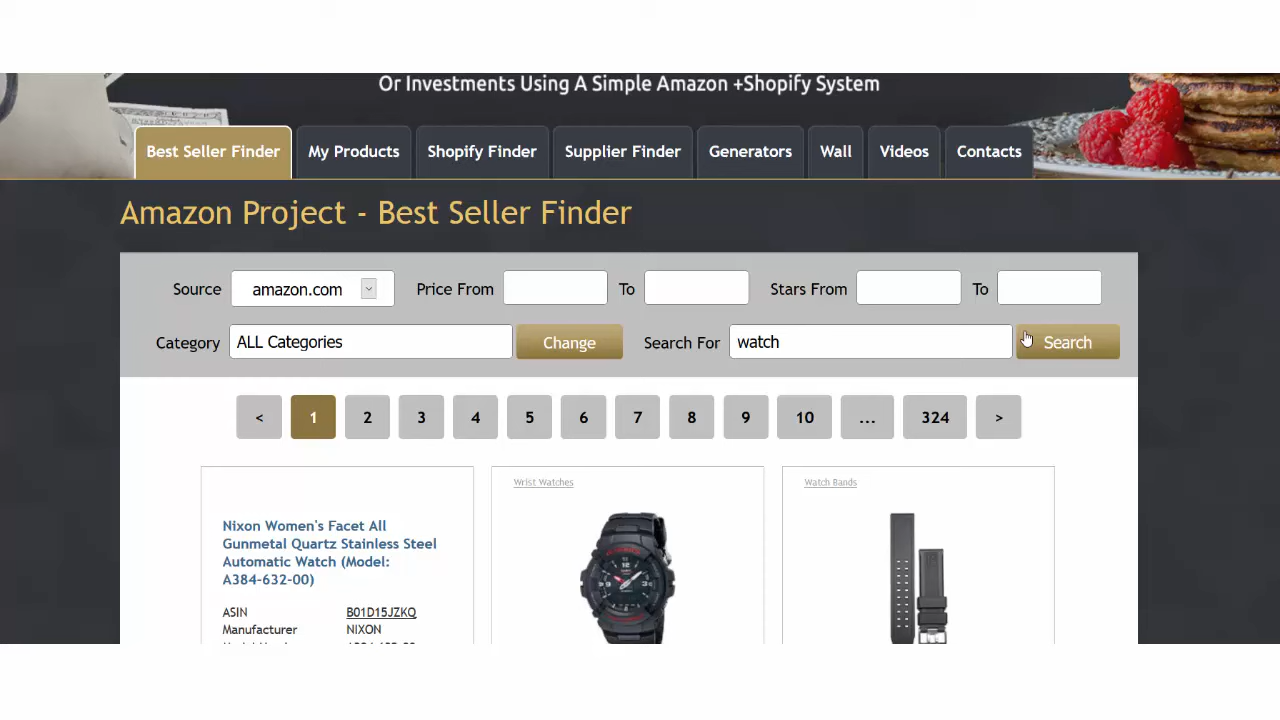 Or Investments Using A Simple Amazon +Shopify System
Best Seller Finder My Products Shopify Finder Supplier Finder Generators Wall Videos Contacts
Amazon Project - Best Seller Finder
Source amazon.com Price From To Stars From To
Category ALL Categories Change Search For watch Search
< 1 2 3 4 5 6 7 8 9 10 ... 324 >
Wrist Watches Watch Bands
Nixon Women's Facet All
Gunmetal Quartz Stainless Steel
Automatic Watch (Model:
A384-632-00)
ASIN B01D15JZKQ
Manufacturer NIXON